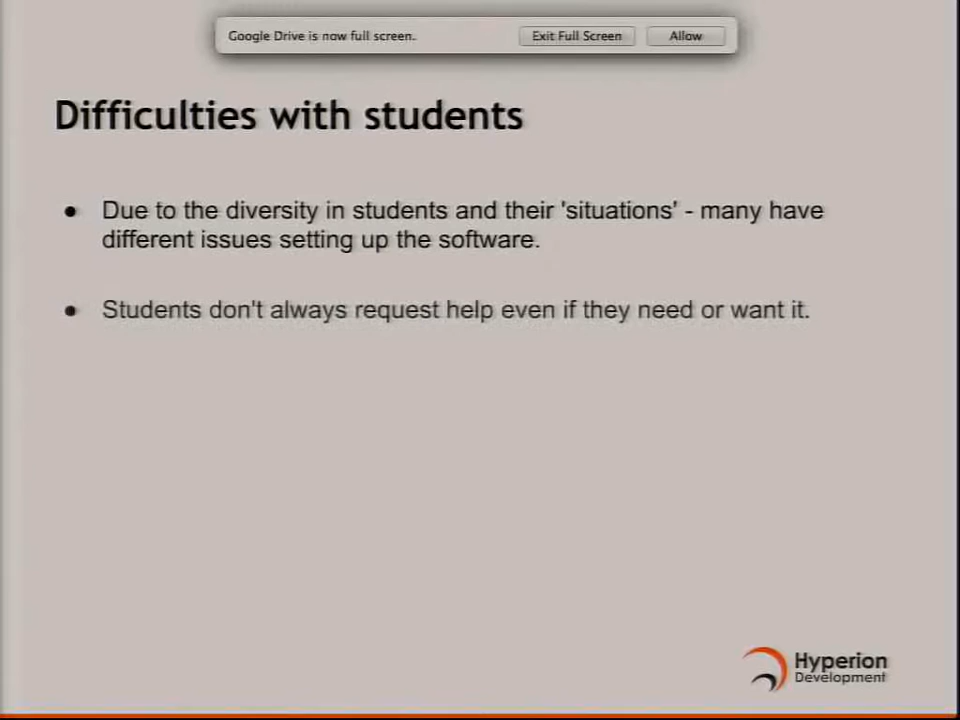 Google Drive is now full screen.
Exit Full Screen
Allow
Difficulties with students
● Due to the diversity in students and their 'situations' - many have
different issues setting up the software.
● Students don't always request help even if they need or want it.
Hyperion
Development